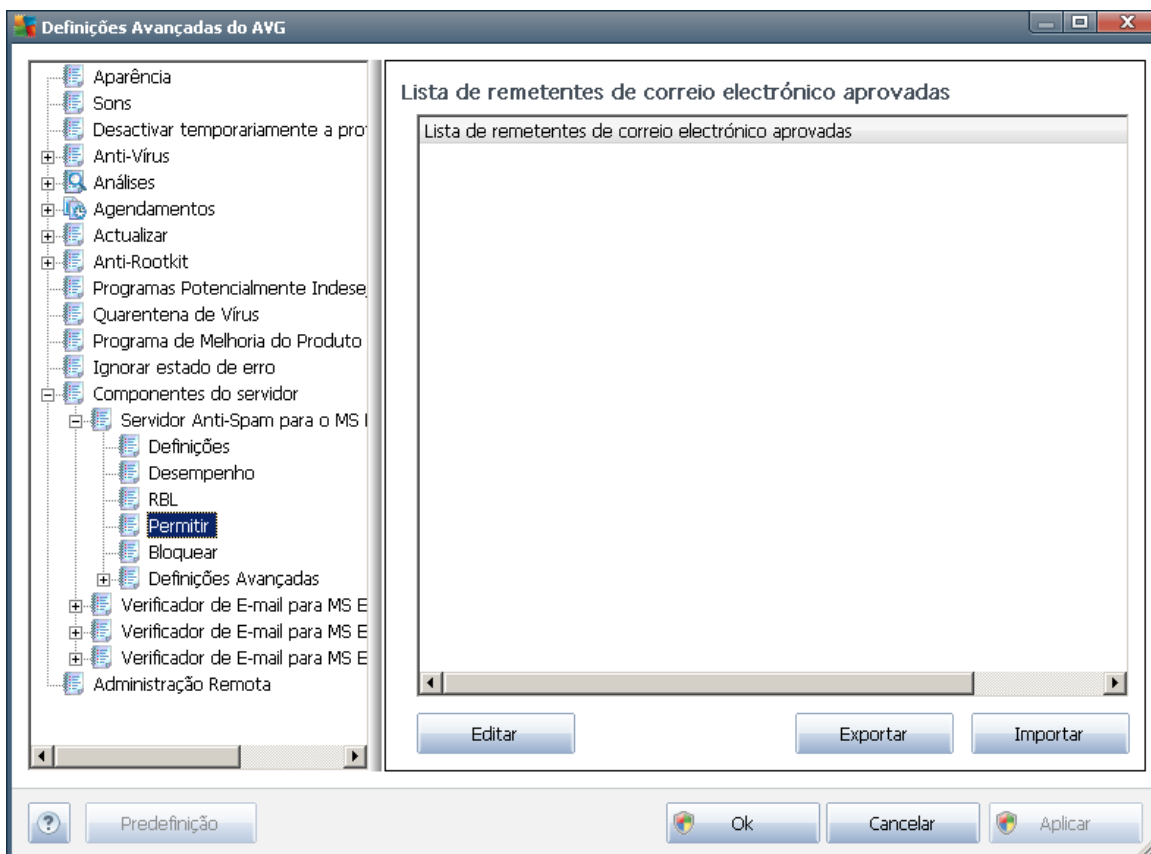 Definições Avançadas do AVG
Aparência
Sons
Desactivar temporariamente a pro
Anti-Vírus
Análises
Agendamentos
Actualizar
Anti-Rootkit
Programas Potencialmente Indese
Quarentena de Vírus
Programa de Melhoria do Produto
Ignorar estado de erro
Componentes do servidor
Servidor Anti-Spam para o MS
Definições
Desempenho
RBL
Permitir
Bloquear
Definições Avançadas
Verificador de E-mail para MS E
Verificador de E-mail para MS E
Verificador de E-mail para MS E
Administração Remota
Lista de remetentes de correio electrónico aprovadas
Lista de remetentes de correio electrónico aprovadas
Editar
Exportar
Importar
?
Predefinição
Ok
Cancelar
Aplicar